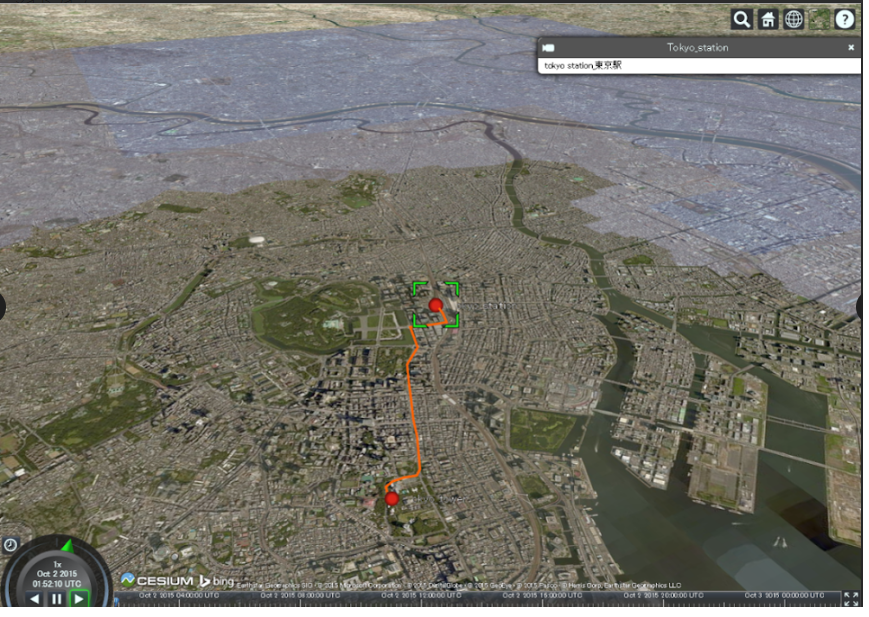 ?
Tokyo_station
×
tokyo station,東京駅
1x
Oct 2 2015
01:52:10 UTC
CESIUM bing
Earthstar Geographics SIO · © 2015 Microsoft Corporation · © 2015 DigitalGlobe · © 2015 GeoEye · © 2015 Pasco · © Harris Corp, Earthstar Geographics LLC
Oct 2 2015 04:00:00 UTC
Oct 2 2015 08:00:00 UTC
Oct 2 2015 12:00:00 UTC
Oct 2 2015 16:00:00 UTC
Oct 2 2015 20:00:00 UTC
Oct 3 2015 00:00:00 UTC